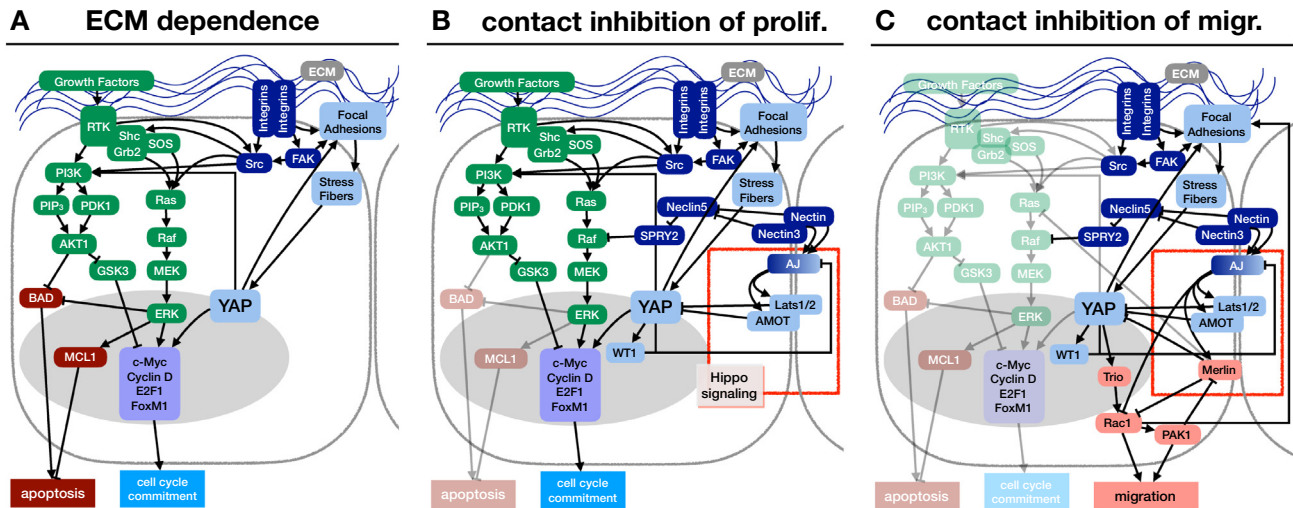 A ECM dependence
Growth Factors
ECM
RTK
Shc
Grb2
SOS
Integrins
Integrins
Focal
Adhesions
Src
FAK
PI3K
PIP3
PDK1
Ras
Stress
Fibers
AKT1
Raf
GSK3
MEK
BAD
ERK
YAP
MCL1
c-Myc
Cyclin D
E2F1
FoxM1
apoptosis
cell cycle
commitment
B contact inhibition of prolif.
Growth Factors
ECM
RTK
Shc
Grb2
SOS
Integrins
Integrins
Focal
Adhesions
Src
FAK
PI3K
PIP3
PDK1
Ras
Stress
Fibers
Neclin5
Nectin
Nectin3
AKT1
Raf
SPRY2
GSK3
MEK
AJ
BAD
ERK
YAP
Lats1/2
AMOT
MCL1
WT1
c-Myc
Cyclin D
E2F1
FoxM1
Hippo
signaling
apoptosis
cell cycle
commitment
C contact inhibition of migr.
Growth Factors
ECM
RTK
Shc
Grb2
SOS
Integrins
Integrins
Focal
Adhesions
Src
FAK
PI3K
PIP3
PDK1
Ras
Stress
Fibers
Neclin5
Nectin
Nectin3
AKT1
Raf
SPRY2
GSK3
MEK
AJ
BAD
ERK
YAP
Lats1/2
AMOT
MCL1
WT1
c-Myc
Cyclin D
E2F1
FoxM1
Trio
Merlin
Rac1
PAK1
apoptosis
cell cycle
commitment
migration